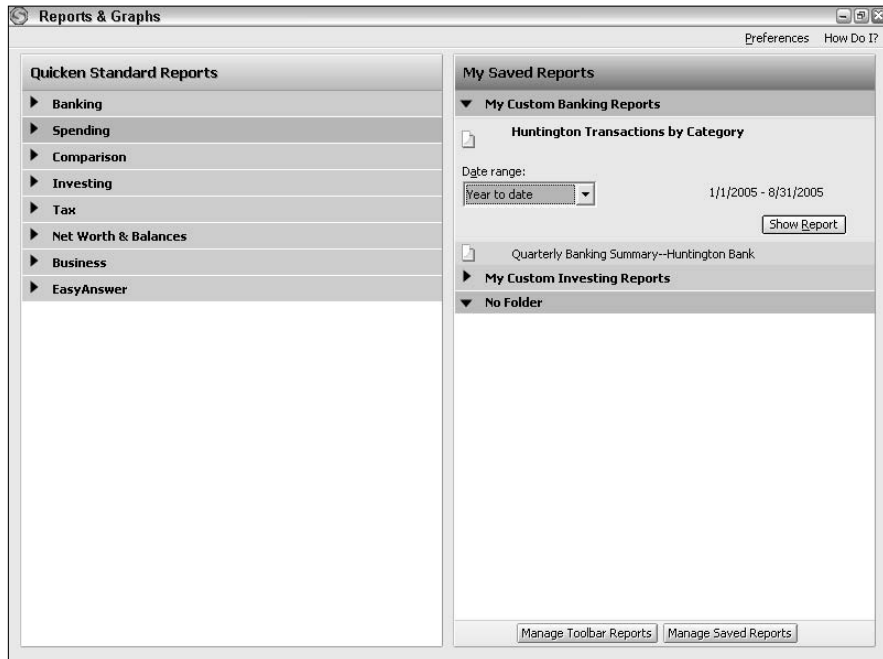 Reports & Graphs
Preferences How Do I?
Quicken Standard Reports
Banking
Spending
Comparison
Investing
Tax
Net Worth & Balances
Business
EasyAnswer
My Saved Reports
My Custom Banking Reports
Huntington Transactions by Category
Date range:
Year to date 1/1/2005 - 8/31/2005
Show Report
Quarterly Banking Summary--Huntington Bank
My Custom Investing Reports
No Folder
Manage Toolbar Reports Manage Saved Reports